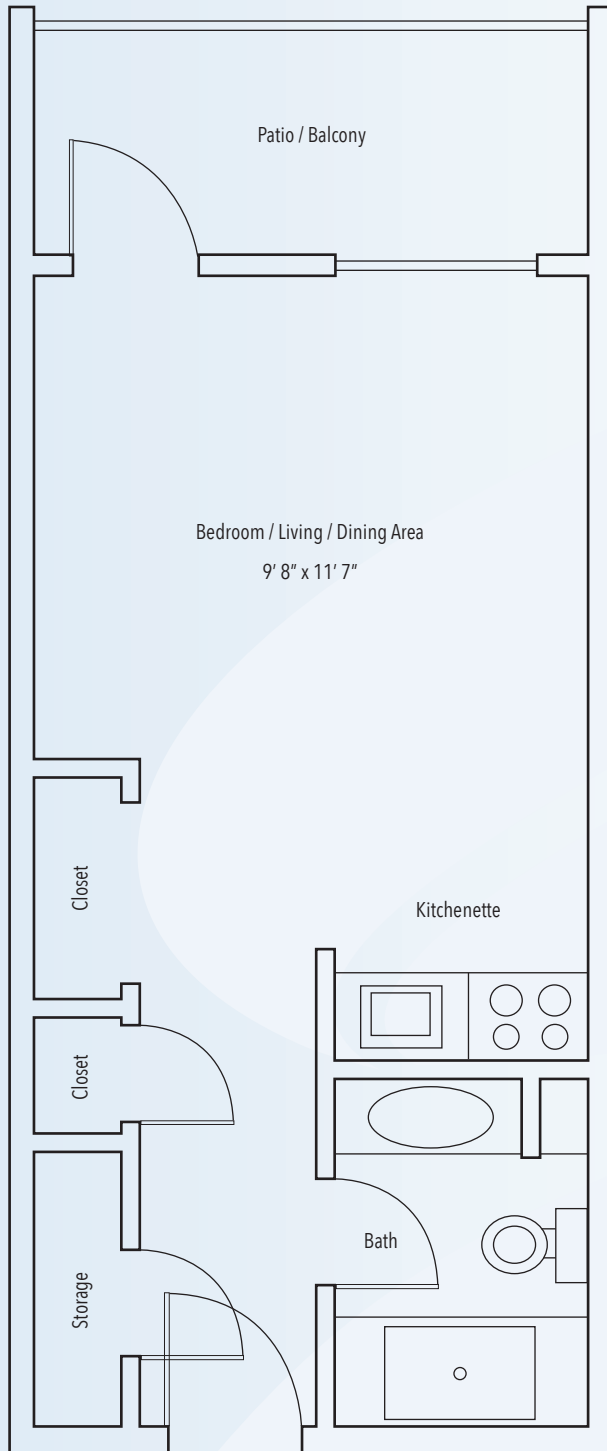 Patio / Balcony
Bedroom / Living / Dining Area
9’ 8” x 11’ 7”
Closet
Kitchenette
Closet
Bath
Storage